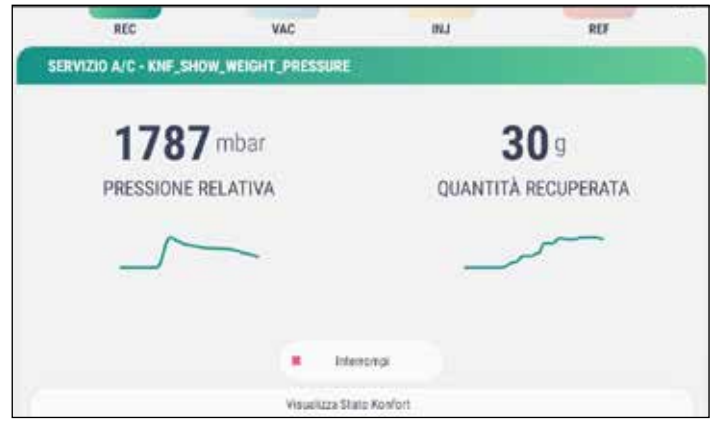 REC VAC INJ REF
SERVIZIO A/C - KNF_SHOW_WEIGHT_PRESSURE
1787 mbar 30 g
PRESSIONE RELATIVA QUANTITÀ RECUPERATA
Interrompi
Visualizza Stato Konfort